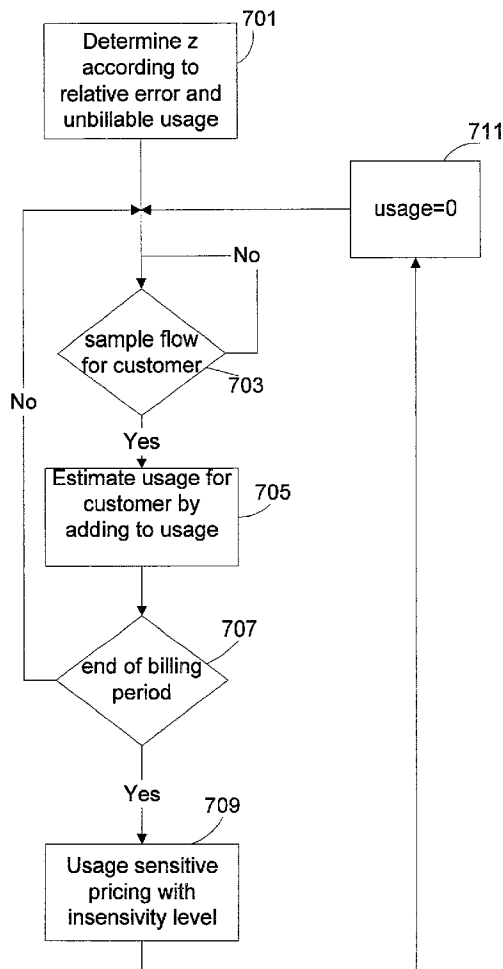 701
Determine z
according to
relative error and
unbillable usage
711
usage=0
No
sample flow
for customer
703
No
Yes
Estimate usage for
customer by
adding to usage
705
707
end of billing
period
Yes
709
Usage sensitive
pricing with
insensivity level